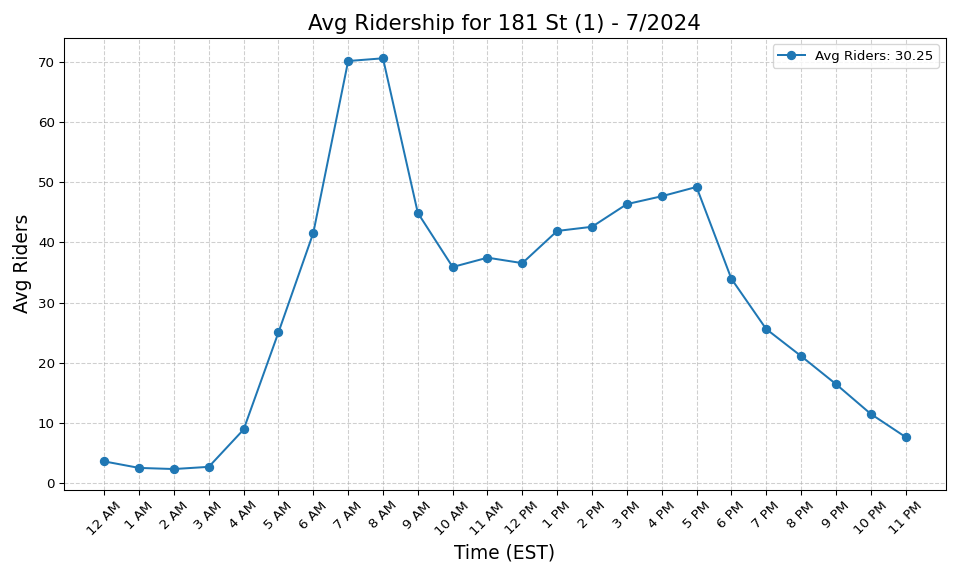 Avg Ridership for 181 St (1) - 7/2024
Avg Riders: 30.25
Avg Riders
70
60
50
40
30
20
10
0
12 AM
1 AM
2 AM
3 AM
4 AM
5 AM
6 AM
7 AM
8 AM
9 AM
10 AM
11 AM
12 PM
1 PM
2 PM
3 PM
4 PM
5 PM
6 PM
7 PM
8 PM
9 PM
10 PM
11 PM
Time (EST)